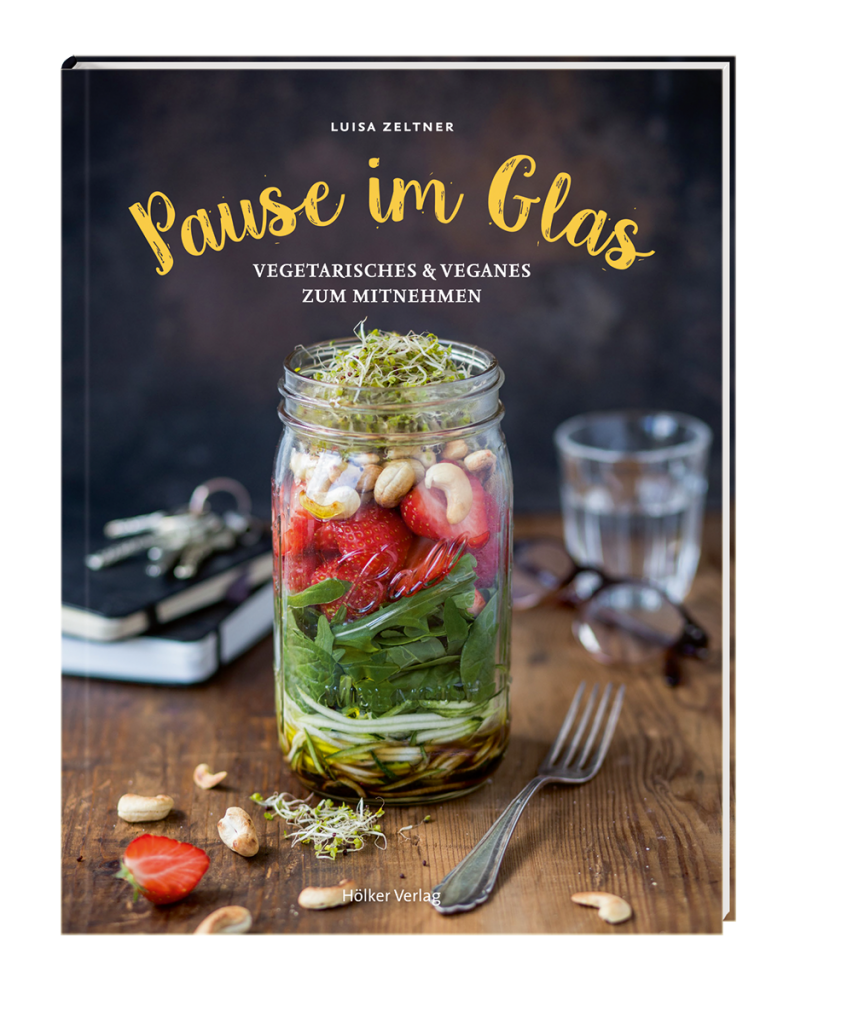 LUISA ZELTNER
Pause im Glas
VEGETARISCHES & VEGANES
ZUM MITNEHMEN
Hölker Verlag